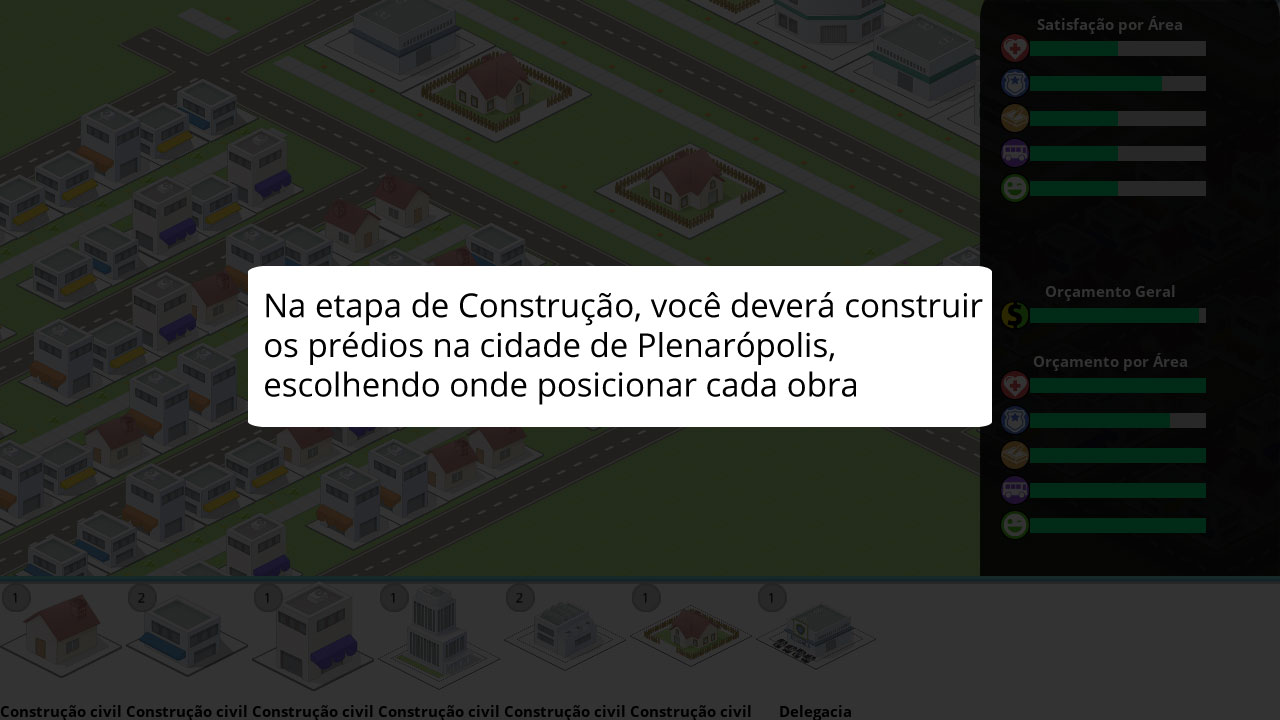 Satisfação por Área
Na etapa de Construção, você deverá construir
os prédios na cidade de Plenarópolis,
escolhendo onde posicionar cada obra
Orçamento Geral
Orçamento por Área
1 2 1 1 2 1 1
Construção civil Construção civil Construção civil Construção civil Construção civil Construção civil Delegacia